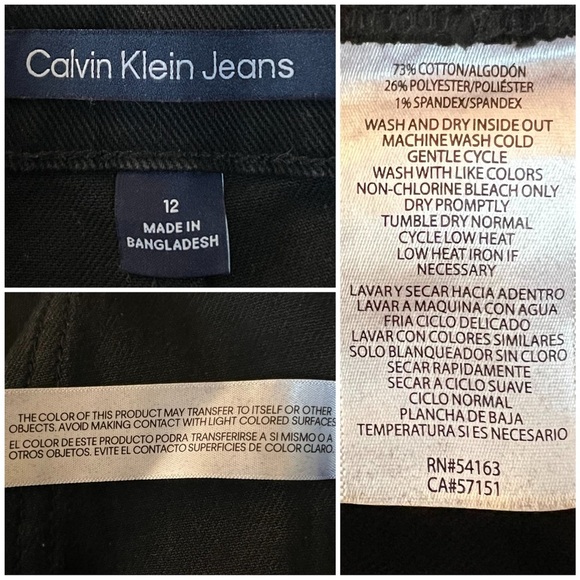 Calvin Klein Jeans
12
MADE IN
BANGLADESH
THE COLOR OF THIS PRODUCT MAY TRANSFER TO ITSELF OR OTHER
OBJECTS. AVOID MAKING CONTACT WITH LIGHT COLORED SURFACES
EL COLOR DE ESTE PRODUCTO PODRA TRANSFERIRSE A SI MISMO O A
OTROS OBJETOS. EVITE EL CONTACTO SUPERFICIES DE COLOR CLARO.
73% COTTON/ALGODÓN
26% POLYESTER/POLIÉSTER
1% SPANDEX/SPANDEX
WASH AND DRY INSIDE OUT
MACHINE WASH COLD
GENTLE CYCLE
WASH WITH LIKE COLORS
NON-CHLORINE BLEACH ONLY
DRY PROMPTLY
TUMBLE DRY NORMAL
CYCLE LOW HEAT
LOW HEAT IRON IF
NECESSARY
LAVAR Y SECAR HACIA ADENTRO
LAVAR A MAQUINA CON AGUA
FRIA CICLO DELICADO
LAVAR CON COLORES SIMILARES
SOLO BLANQUEADOR SIN CLORO
SECAR RAPIDAMENTE
SECAR A CICLO SUAVE
CICLO NORMAL
PLANCHA DE BAJA
TEMPERATURA SI ES NECESARIO
RN#54163
CA#57151